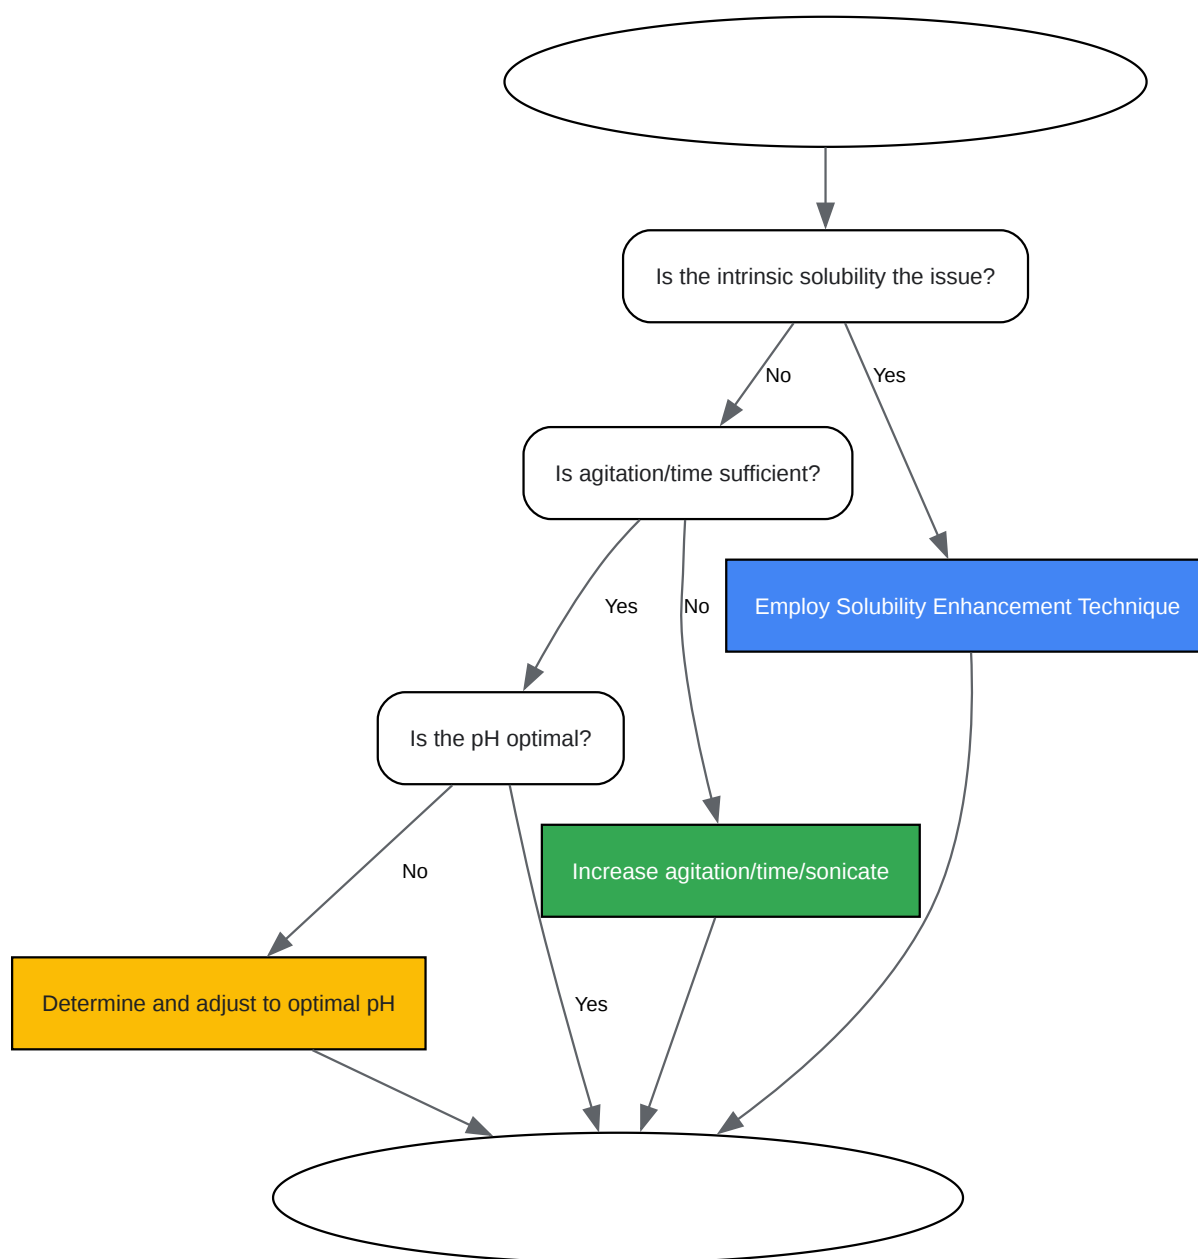 Is the intrinsic solubility the issue?
No
Yes
Is agitation/time sufficient?
Employ Solubility Enhancement Technique
Yes
No
Is the pH optimal?
Increase agitation/time/sonicate
No
Determine and adjust to optimal pH
Yes